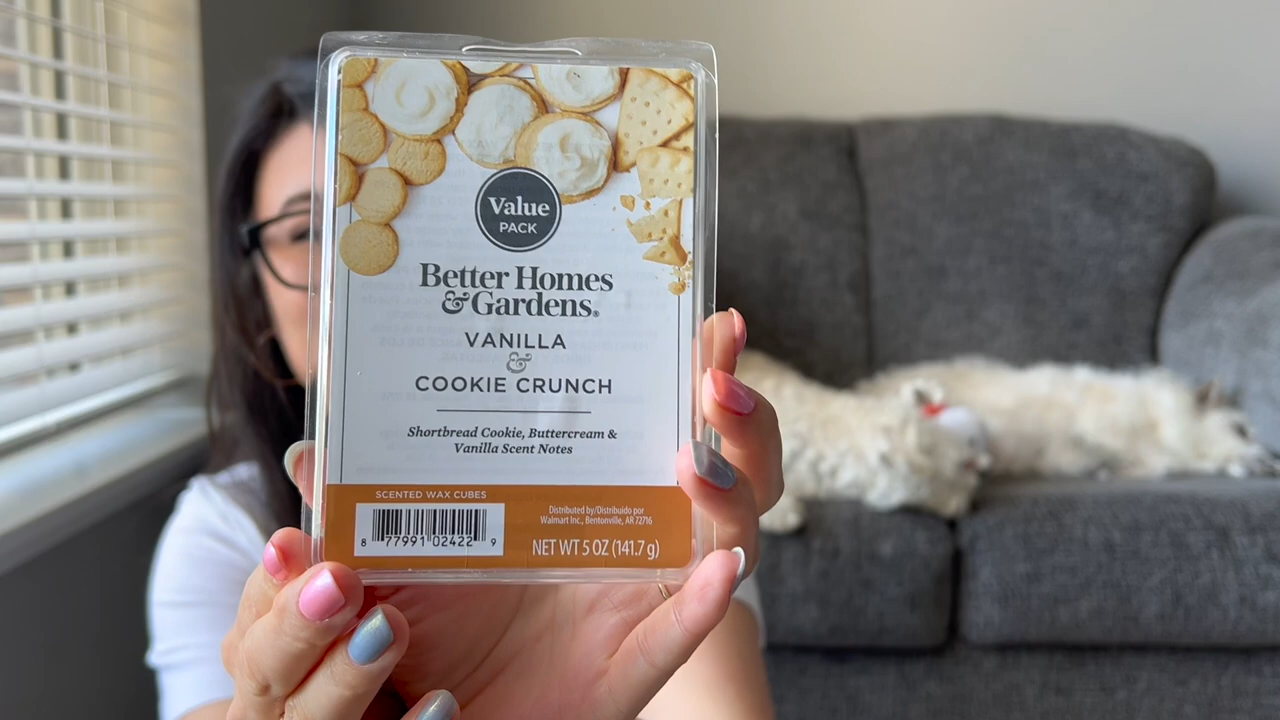 Value
PACK
Better Homes
& Gardens®
VANILLA
&
COOKIE CRUNCH
Shortbread Cookie, Buttercream &
Vanilla Scent Notes
SCENTED WAX CUBES
Distributed by/Distribuido por
Walmart Inc., Bentonville, AR 72716
8 77991 02422 9
NET WT 5 OZ (141.7 g)